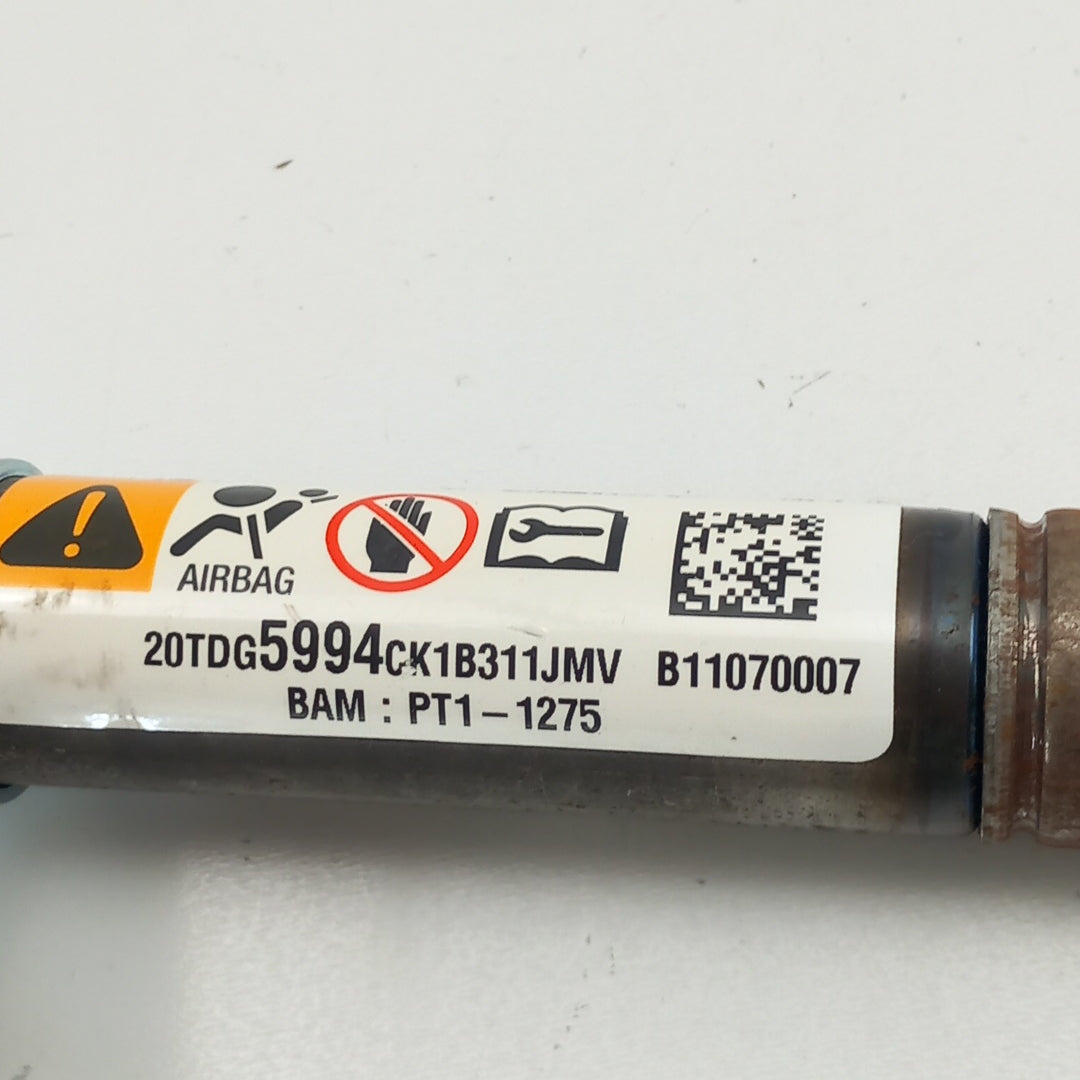 AIRBAG
20TDG5994CK1B311JMV B11070007
BAM : PT1-1275